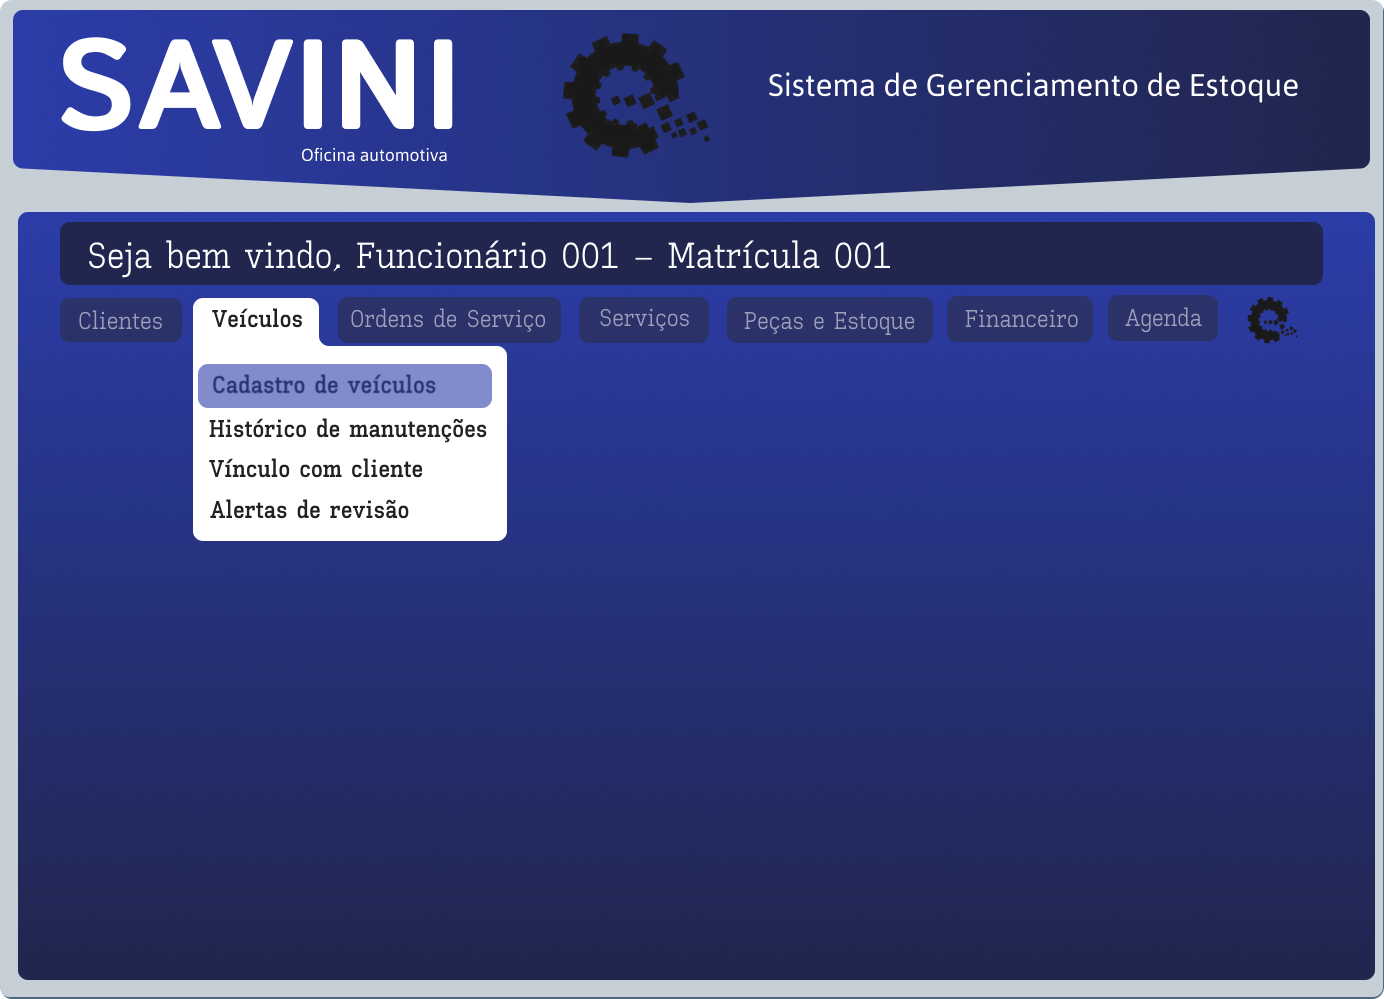 SAVINI
Oficina automotiva
Sistema de Gerenciamento de Estoque
Seja bem vindo, Funcionário 001 – Matrícula 001
Clientes Veículos Ordens de Serviço Serviços Peças e Estoque Financeiro Agenda
Cadastro de veículos
Histórico de manutenções
Vínculo com cliente
Alertas de revisão